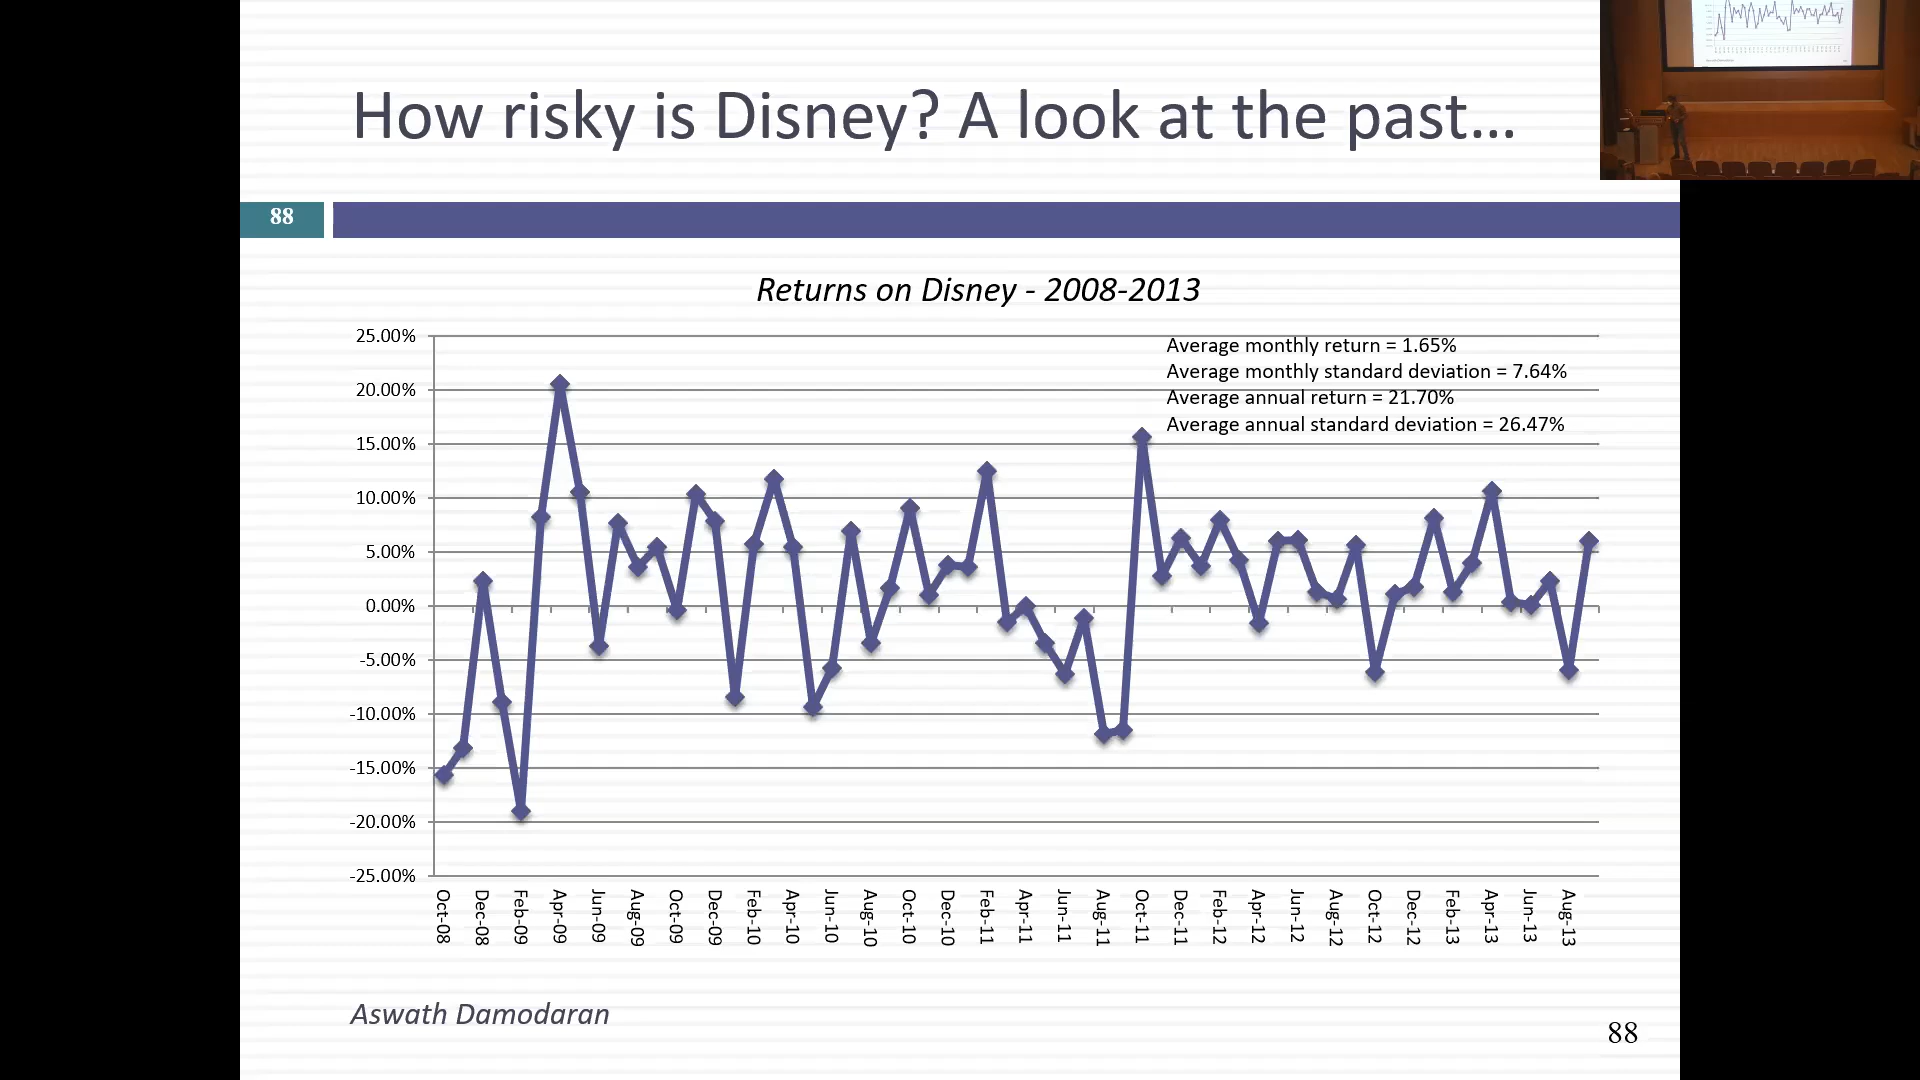 How risky is Disney? A look at the past...
88
Returns on Disney - 2008-2013
Average monthly return = 1.65%
Average monthly standard deviation = 7.64%
Average annual return = 21.70%
Average annual standard deviation = 26.47%
25.00%
20.00%
15.00%
10.00%
5.00%
0.00%
-5.00%
-10.00%
-15.00%
-20.00%
-25.00%
Oct-08
Dec-08
Feb-09
Apr-09
Jun-09
Aug-09
Oct-09
Dec-09
Feb-10
Apr-10
Jun-10
Aug-10
Oct-10
Dec-10
Feb-11
Apr-11
Jun-11
Aug-11
Oct-11
Dec-11
Feb-12
Apr-12
Jun-12
Aug-12
Oct-12
Dec-12
Feb-13
Apr-13
Jun-13
Aug-13
Aswath Damodaran
88